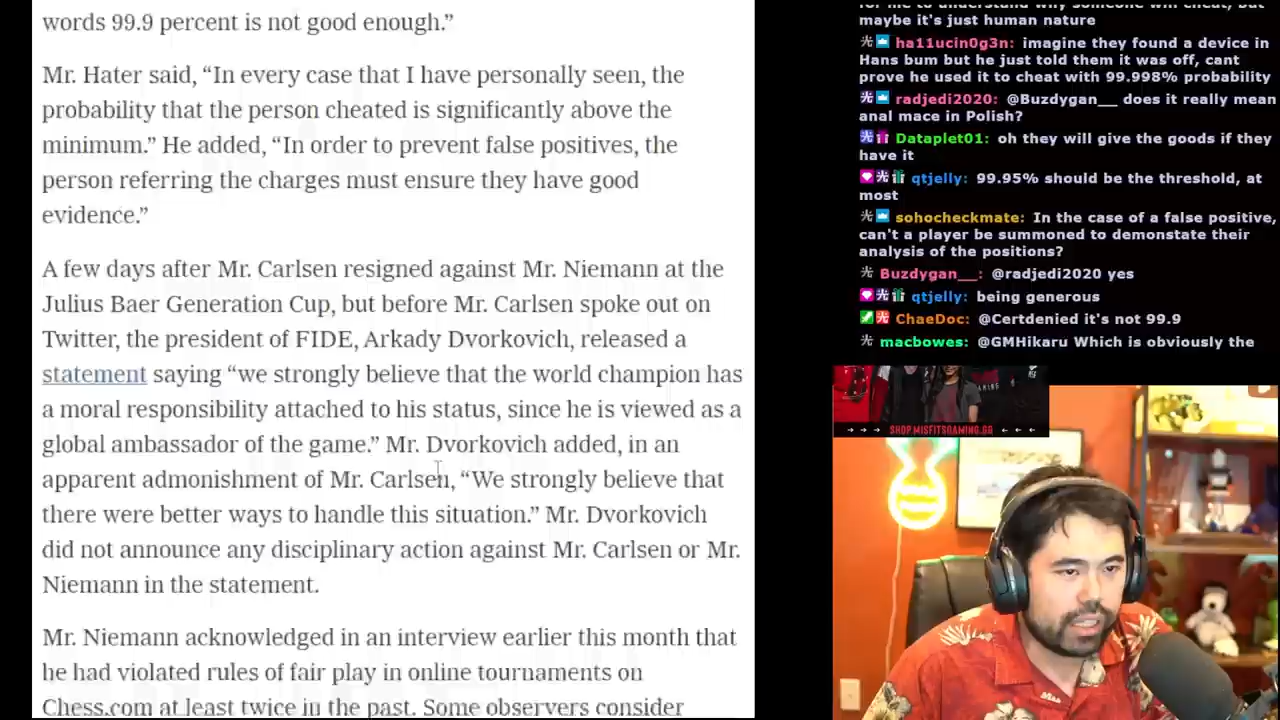 words 99.9 percent is not good enough.”
Mr. Hater said, “In every case that I have personally seen, the
probability that the person cheated is significantly above the
minimum.” He added, “In order to prevent false positives, the
person referring the charges must ensure they have good
evidence.”
A few days after Mr. Carlsen resigned against Mr. Niemann at the
Julius Baer Generation Cup, but before Mr. Carlsen spoke out on
Twitter, the president of FIDE, Arkady Dvorkovich, released a
statement saying “we strongly believe that the world champion has
a moral responsibility attached to his status, since he is viewed as a
global ambassador of the game.” Mr. Dvorkovich added, in an
apparent admonishment of Mr. Carlsen, “We strongly believe that
there were better ways to handle this situation.” Mr. Dvorkovich
did not announce any disciplinary action against Mr. Carlsen or Mr.
Niemann in the statement.
Mr. Niemann acknowledged in an interview earlier this month that
he had violated rules of fair play in online tournaments on
Chess.com at least twice in the past. Some observers consider
for me to understand why someone will cheat, but
maybe it's just human nature
ha11ucin0g3n: imagine they found a device in
Hans bum but he just told them it was off, cant
prove he used it to cheat with 99.998% probability
radjedi2020: @Buzdygan__ does it really mean
anal mace in Polish?
Dataplet01: oh they will give the goods if they
have it
qtjelly: 99.95% should be the threshold, at
most
sohocheckmate: In the case of a false positive,
can't a player be summoned to demonstate their
analysis of the positions?
Buzdygan__: @radjedi2020 yes
qtjelly: being generous
ChaeDoc: @Certdenied it's not 99.9
macbowes: @GMHikaru Which is obviously the
SHOP.MISFITSGAMING.GG